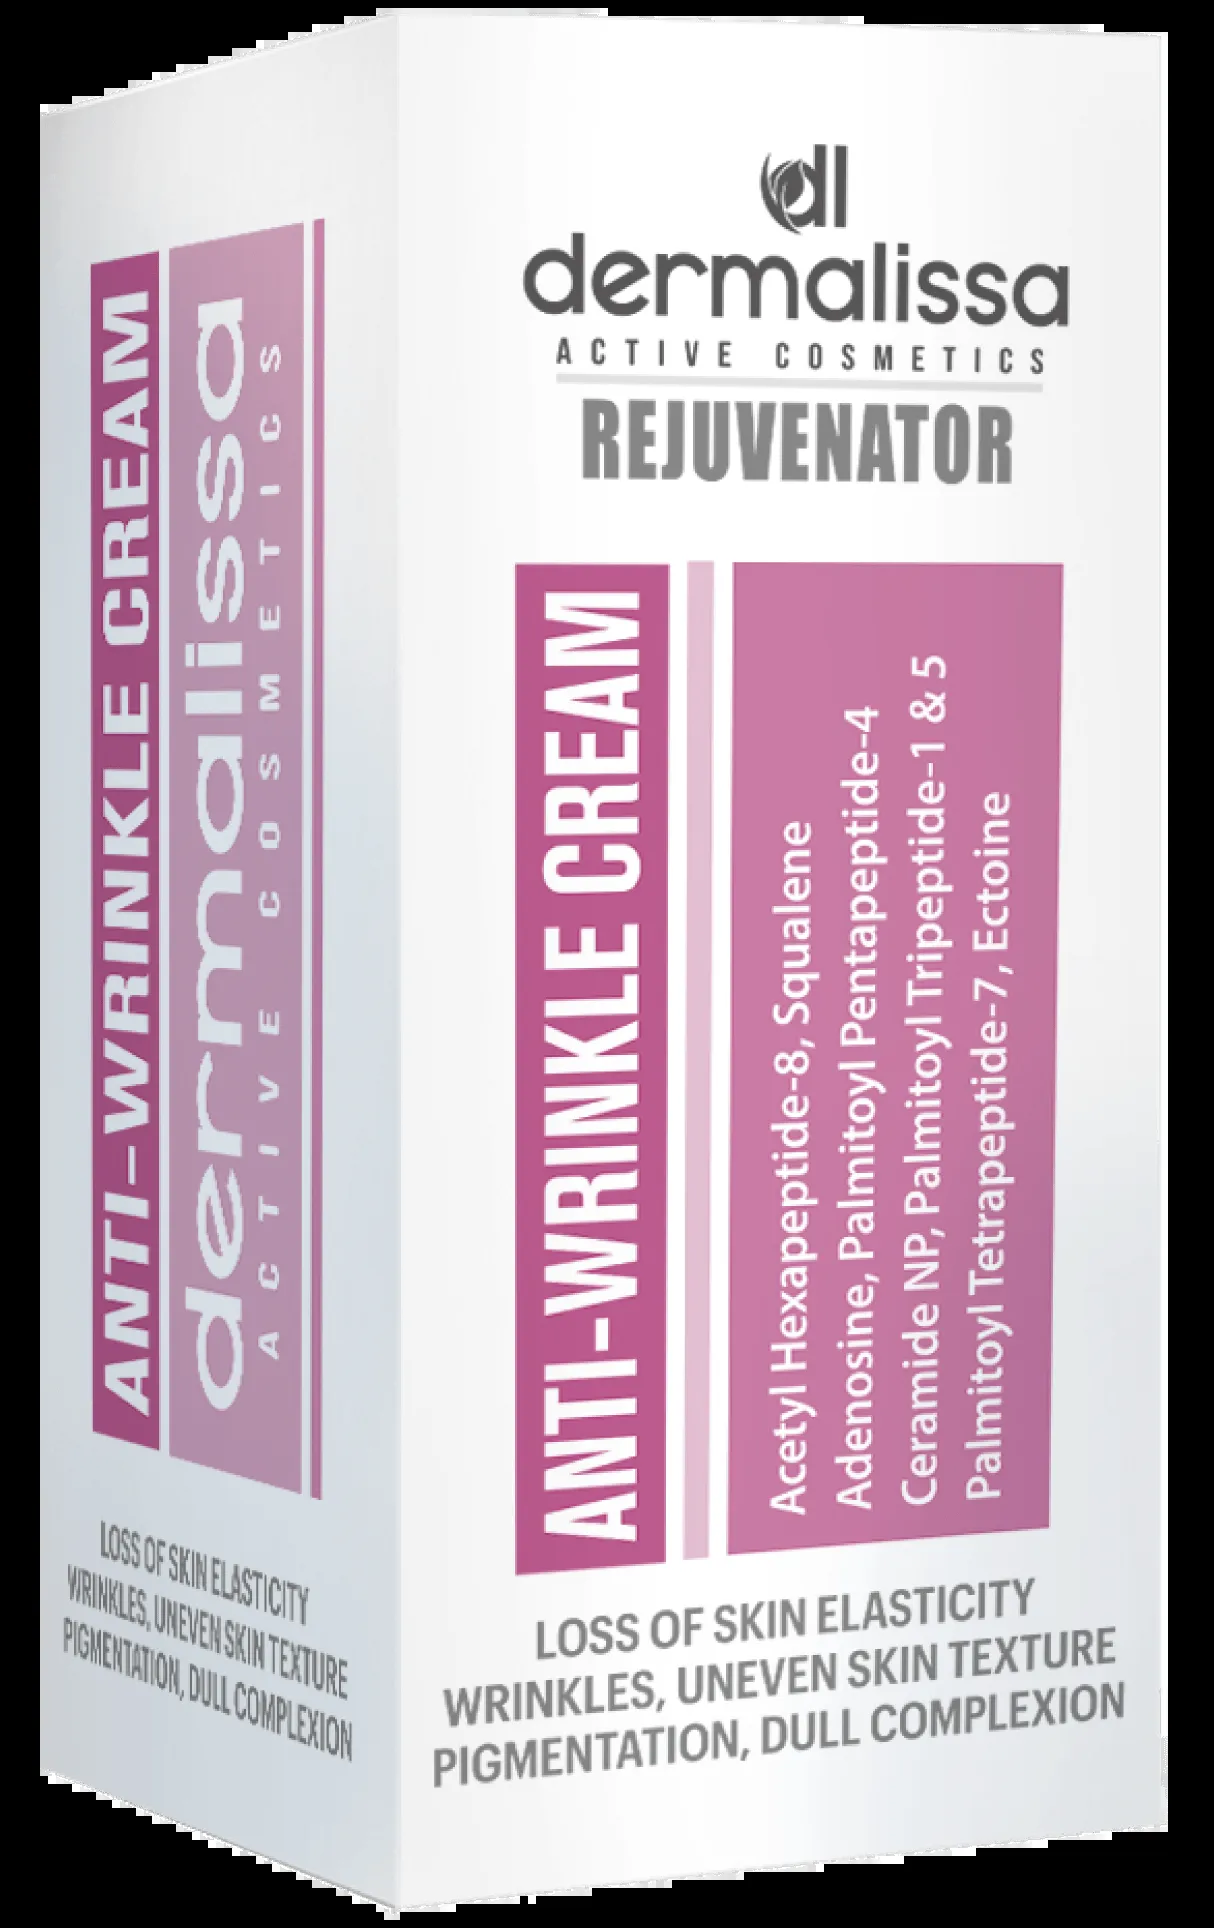 dl
dermalissa
ACTIVE COSMETICS
REJUVENATOR
ANTI-WRINKLE CREAM
Acetyl Hexapeptide-8, Squalene
Adenosine, Palmitoyl Pentapeptide-4
Ceramide NP, Palmitoyl Tripeptide-1 & 5
Palmitoyl Tetrapeptide-7, Ectoine
LOSS OF SKIN ELASTICITY
WRINKLES, UNEVEN SKIN TEXTURE
PIGMENTATION, DULL COMPLEXION
ANTI-WRINKLE CREAM
dermalissa
ACTIVE COSMETICS
LOSS OF SKIN ELASTICITY
WRINKLES, UNEVEN SKIN TEXTURE
PIGMENTATION, DULL COMPLEXION